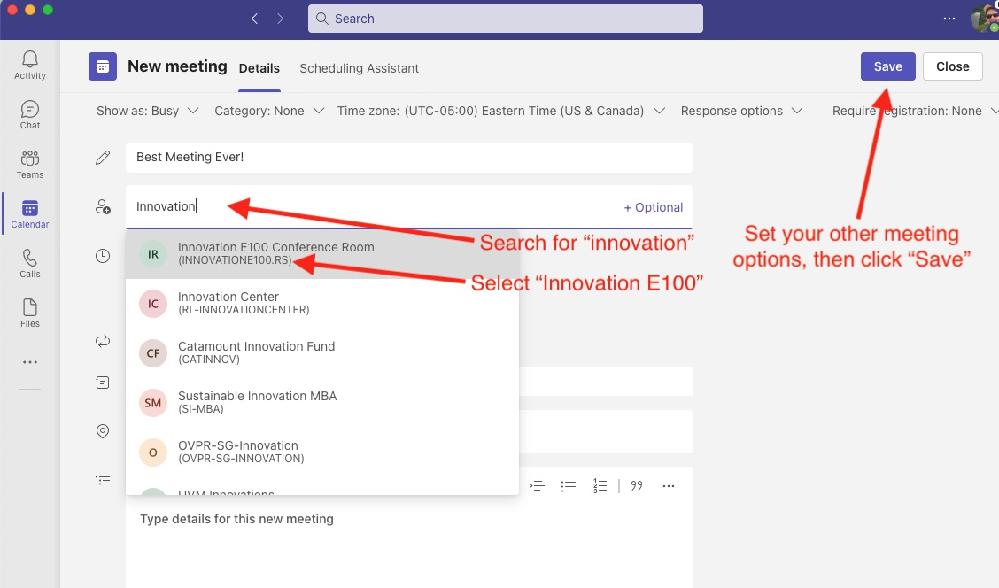 Search
Activity
Chat
Teams
Calendar
Calls
Files
New meeting
Details
Scheduling Assistant
Save
Close
Show as: Busy
Category: None
Time zone: (UTC-05:00) Eastern Time (US & Canada)
Response options
Require registration: None
Best Meeting Ever!
Innovation
+ Optional
IR
Innovation E100 Conference Room
(INNOVATIONE100.RS)
IC
Innovation Center
(RL-INNOVATIONCENTER)
CF
Catamount Innovation Fund
(CATINNOV)
SM
Sustainable Innovation MBA
(SI-MBA)
O
OVPR-SG-Innovation
(OVPR-SG-INNOVATION)
UVM Innovations
Search for “innovation”
Select “Innovation E100”
Set your other meeting
options, then click “Save”
Type details for this new meeting